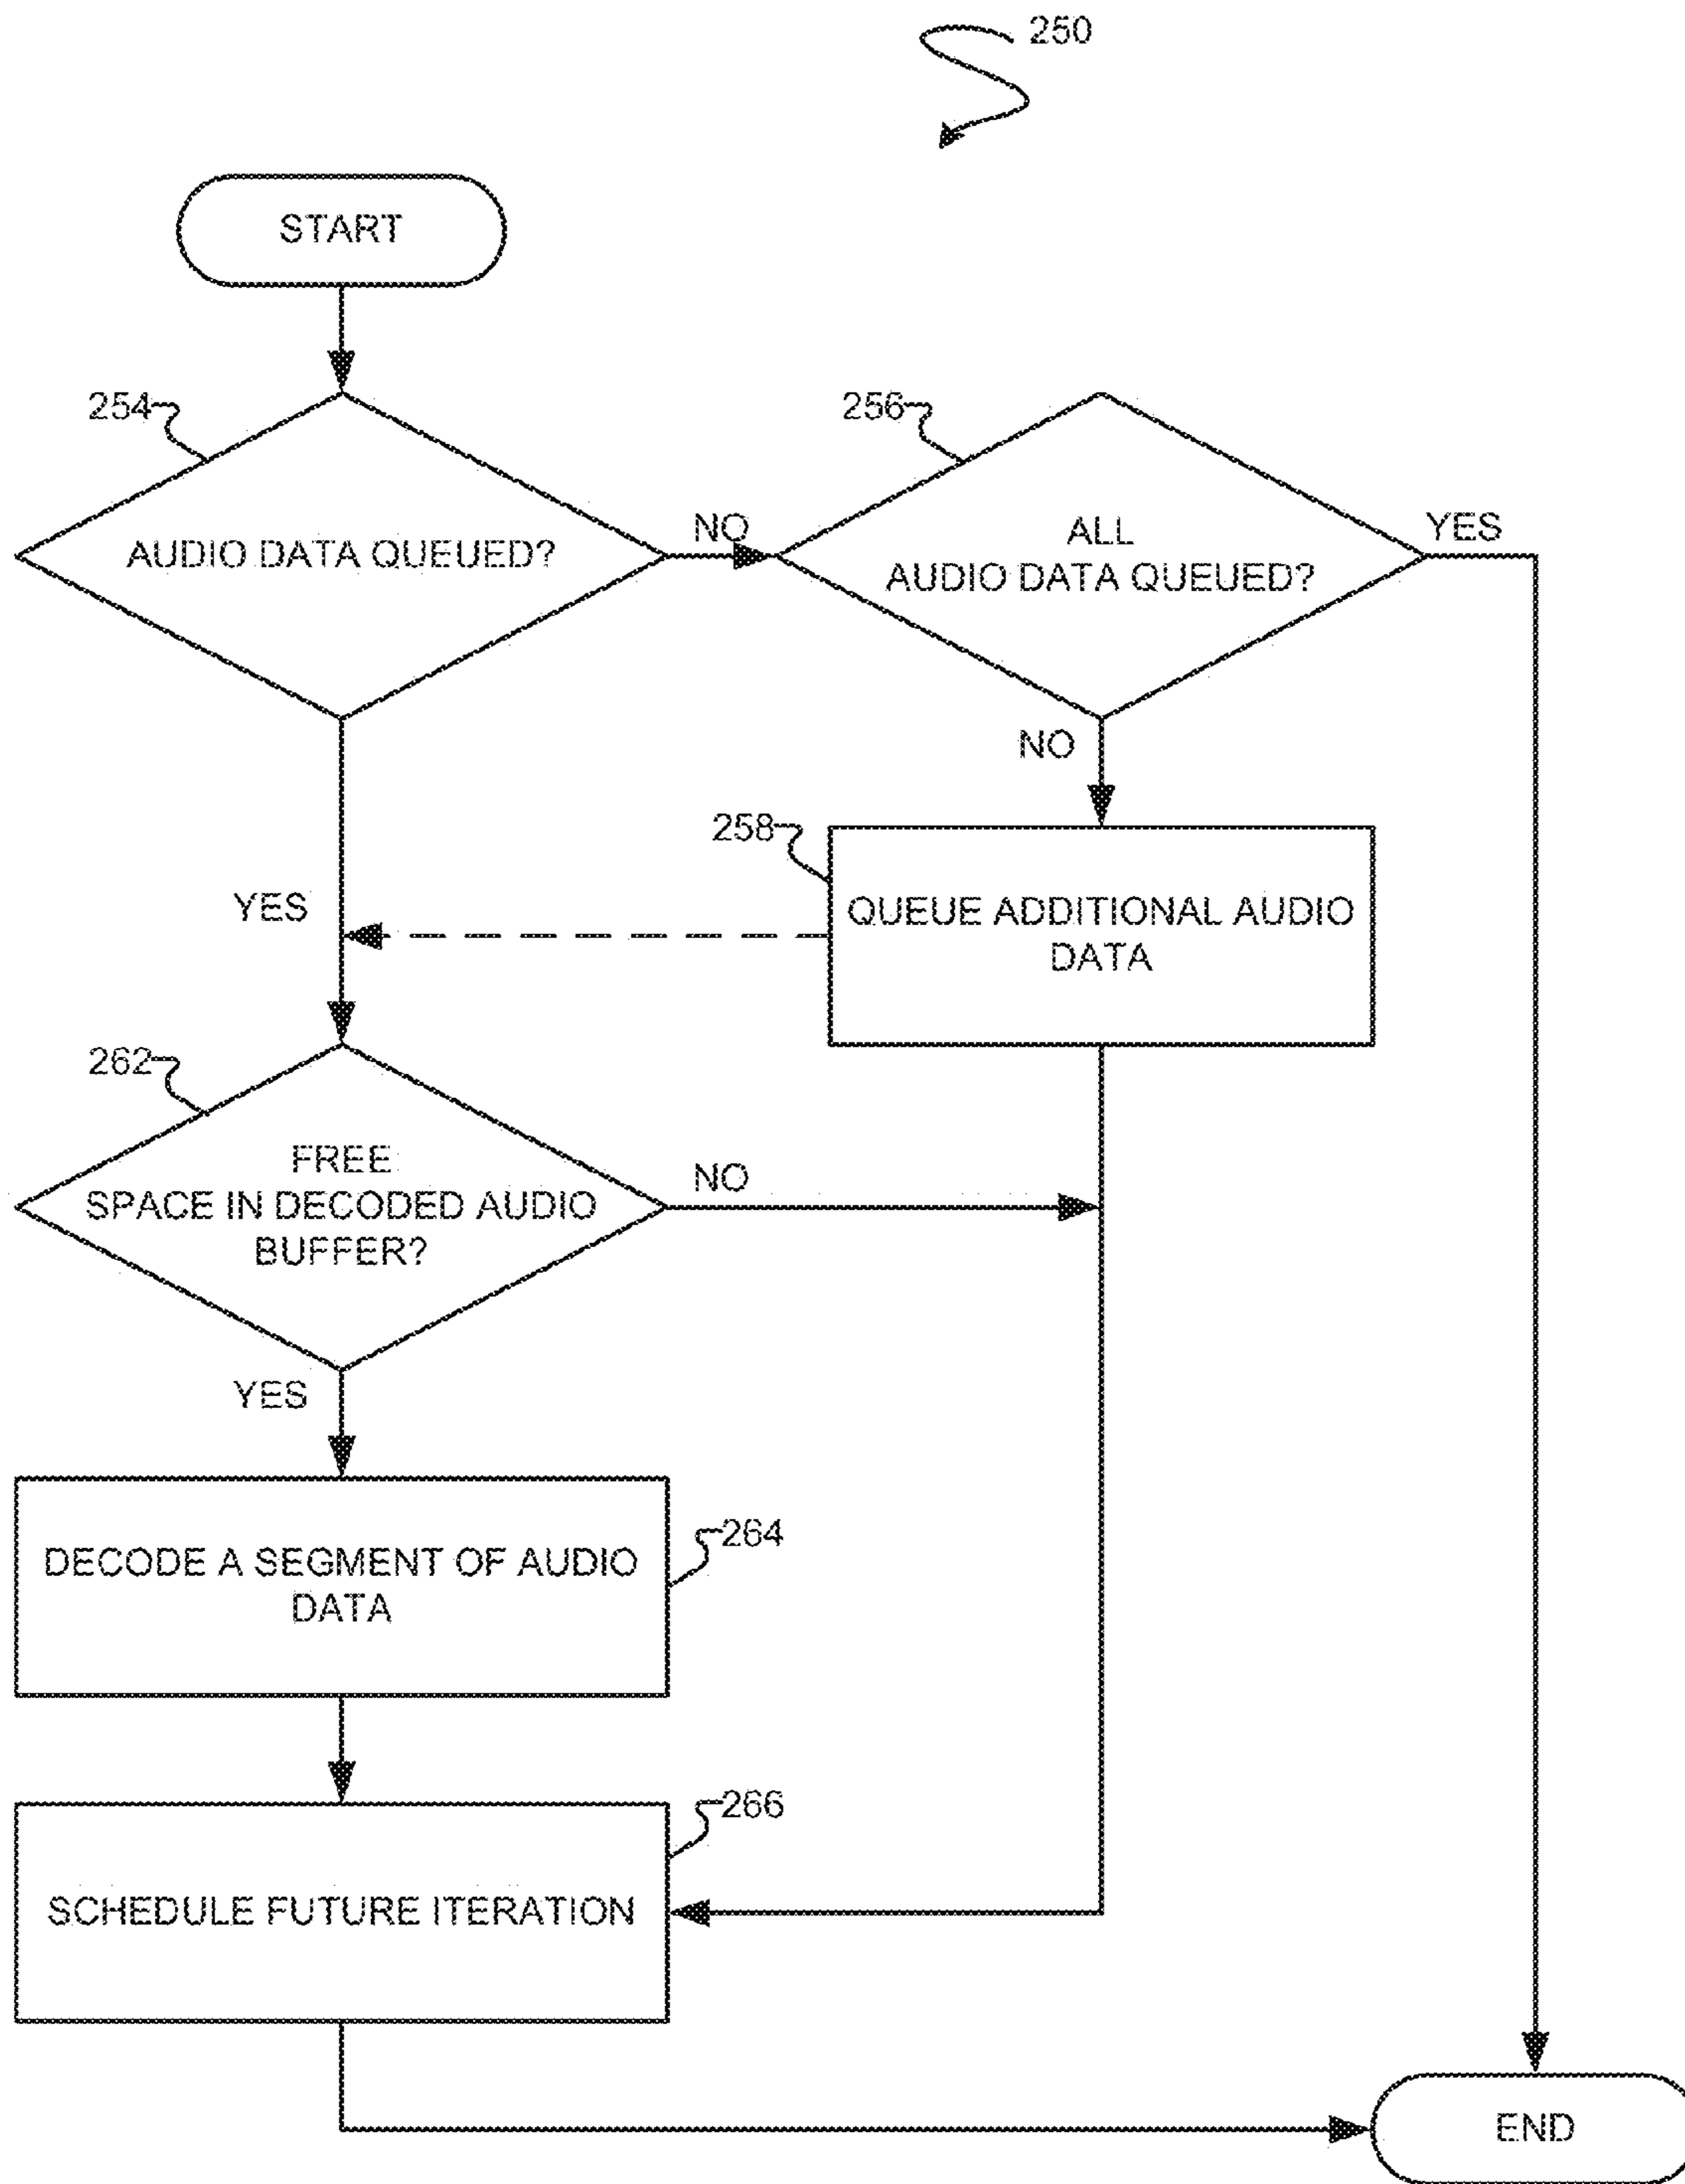 250
START
254
256
AUDIO DATA QUEUED?
NO
ALL
AUDIO DATA QUEUED?
YES
NO
258
YES
QUEUE ADDITIONAL AUDIO
DATA
262
FREE
SPACE IN DECODED AUDIO
BUFFER?
NO
YES
DECODE A SEGMENT OF AUDIO
DATA
264
266
SCHEDULE FUTURE ITERATION
END